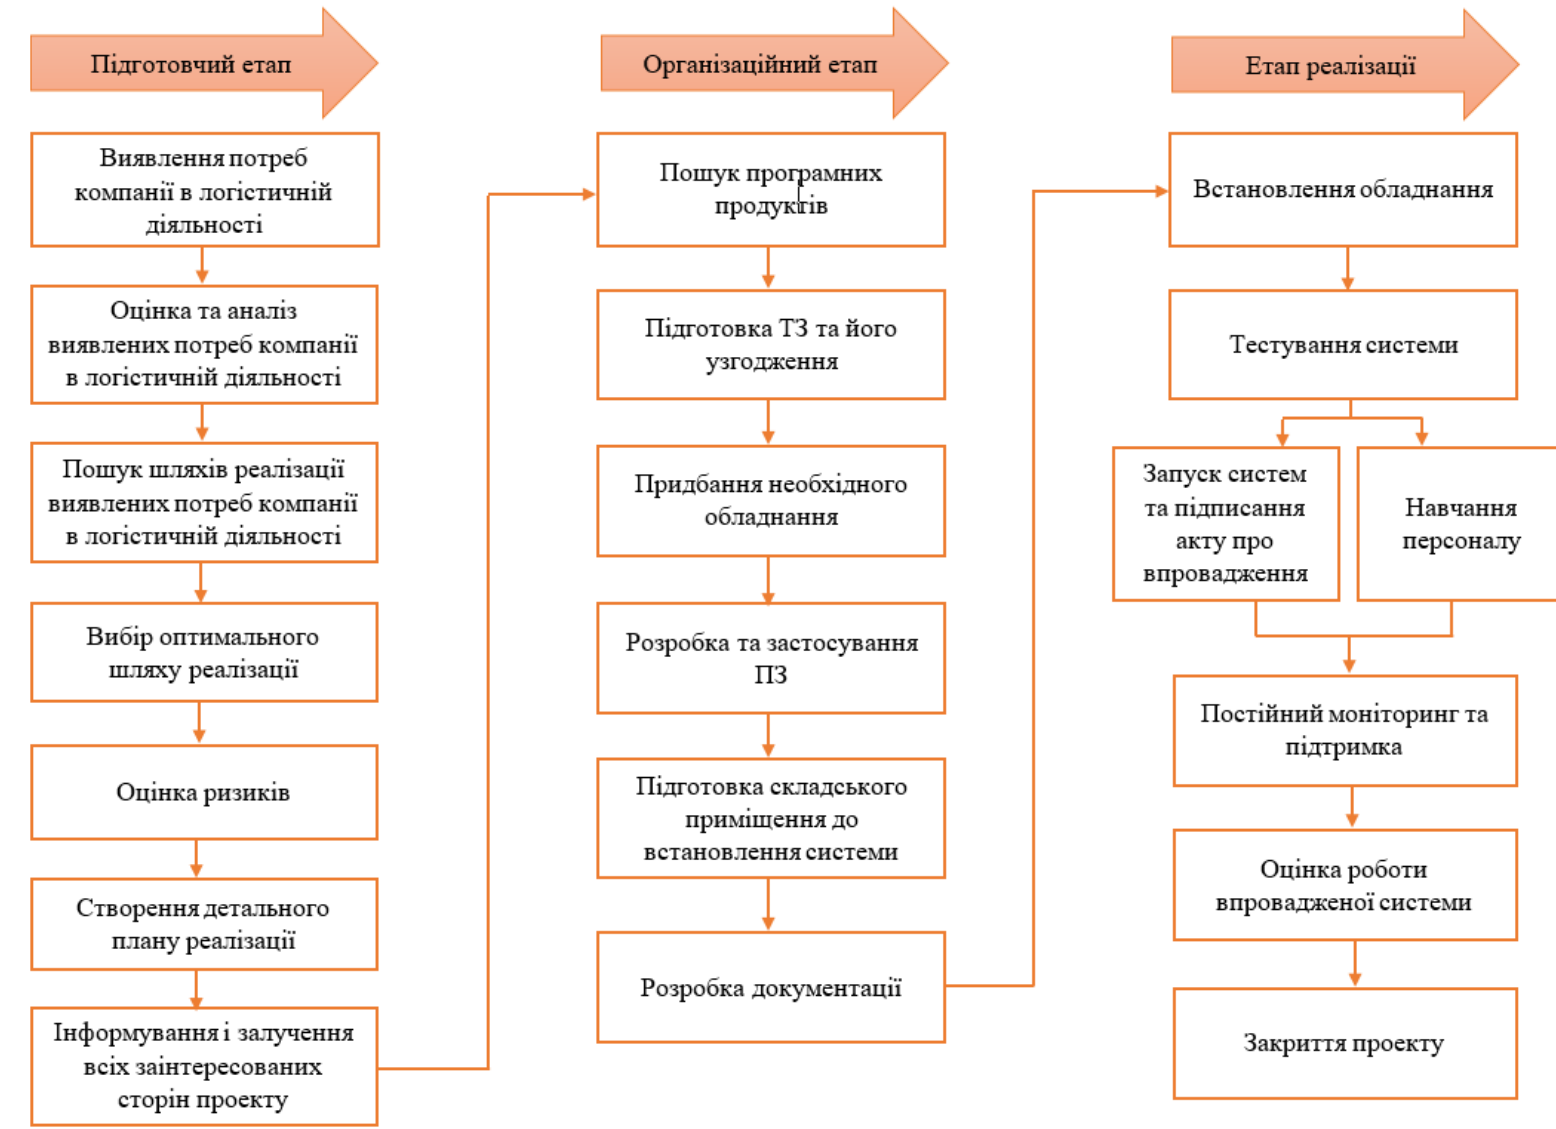 Підготовчий етап
Виявлення потреб
компанії в логістичній
діяльності
Оцінка та аналіз
виявлених потреб компанії
в логістичній діяльності
Пошук шляхів реалізації
виявлених потреб компанії
в логістичній діяльності
Вибір оптимального
шляху реалізації
Оцінка ризиків
Створення детального
плану реалізації
Інформування і залучення
всіх заінтересованих
сторін проекту
Організаційний етап
Пошук програмних
продуктів
Підготовка ТЗ та його
узгодження
Придбання необхідного
обладнання
Розробка та застосування
ПЗ
Підготовка складського
приміщення до
встановлення системи
Розробка документації
Етап реалізації
Встановлення обладнання
Тестування системи
Запуск систем
та підписання
акту про
впровадження
Навчання
персоналу
Постійний моніторинг та
підтримка
Оцінка роботи
впровадженої системи
Закриття проекту